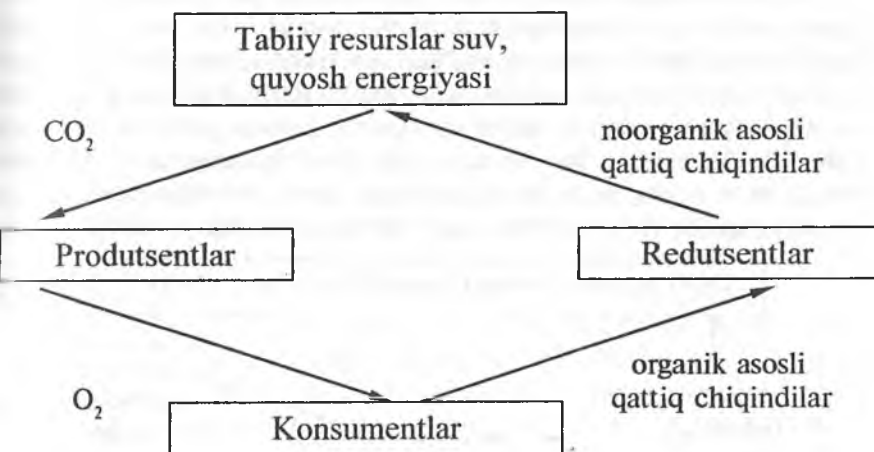 Tabiiy resurslar suv,
quyosh energiyasi
CO₂
noorganik asosli
qattiq chiqindilar
Produtsentlar
Redutsentlar
O₂
organik asosli
qattiq chiqindilar
Konsumentlar